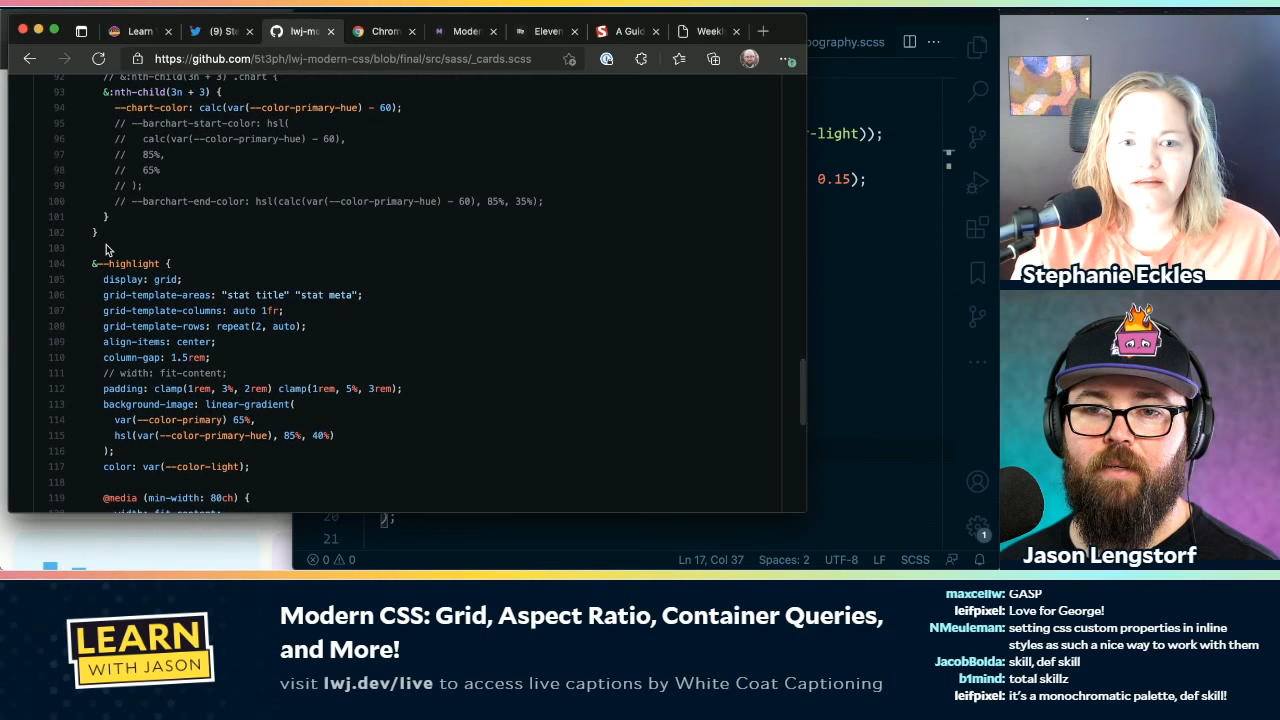 Learn
(9) St
lwj-mo
Chrom
Moder
Eleven
A Guid
Weekl
https://github.com/5t3ph/lwj-modern-css/blob/final/src/sass/_cards.scss
ography.scss
92 // &:nth-child(3n + 3) .chart {
93 &:nth-child(3n + 3) {
94 --chart-color: calc(var(--color-primary-hue) - 60);
95 // --barchart-start-color: hsl(
96 // calc(var(--color-primary-hue) - 60),
97 // 85%,
98 // 65%
99 // );
100 // --barchart-end-color: hsl(calc(var(--color-primary-hue) - 60), 85%, 35%);
101 }
102 }
103
104 &--highlight {
105 display: grid;
106 grid-template-areas: "stat title" "stat meta";
107 grid-template-columns: auto 1fr;
108 grid-template-rows: repeat(2, auto);
109 align-items: center;
110 column-gap: 1.5rem;
111 // width: fit-content;
112 padding: clamp(1rem, 3%, 2rem) clamp(1rem, 5%, 3rem);
113 background-image: linear-gradient(
114 var(--color-primary) 65%,
115 hsl(var(--color-primary-hue), 85%, 40%)
116 );
117 color: var(--color-light);
118
119 @media (min-width: 80ch) {
r-light));
0.15);
20 );
21
0 0
Ln 17, Col 37
Spaces: 2
UTF-8
LF
SCSS
1
Stephanie Eckles
Jason Lengstorf
LEARN
WITH JASON
Modern CSS: Grid, Aspect Ratio, Container Queries,
and More!
visit lwj.dev/live to access live captions by White Coat Captioning
maxcellw: GASP
leifpixel: Love for George!
NMeuleman: setting css custom properties in inline
styles as such a nice way to work with them
JacobBolda: skill, def skill
b1mind: total skillz
leifpixel: it's a monochromatic palette, def skill!